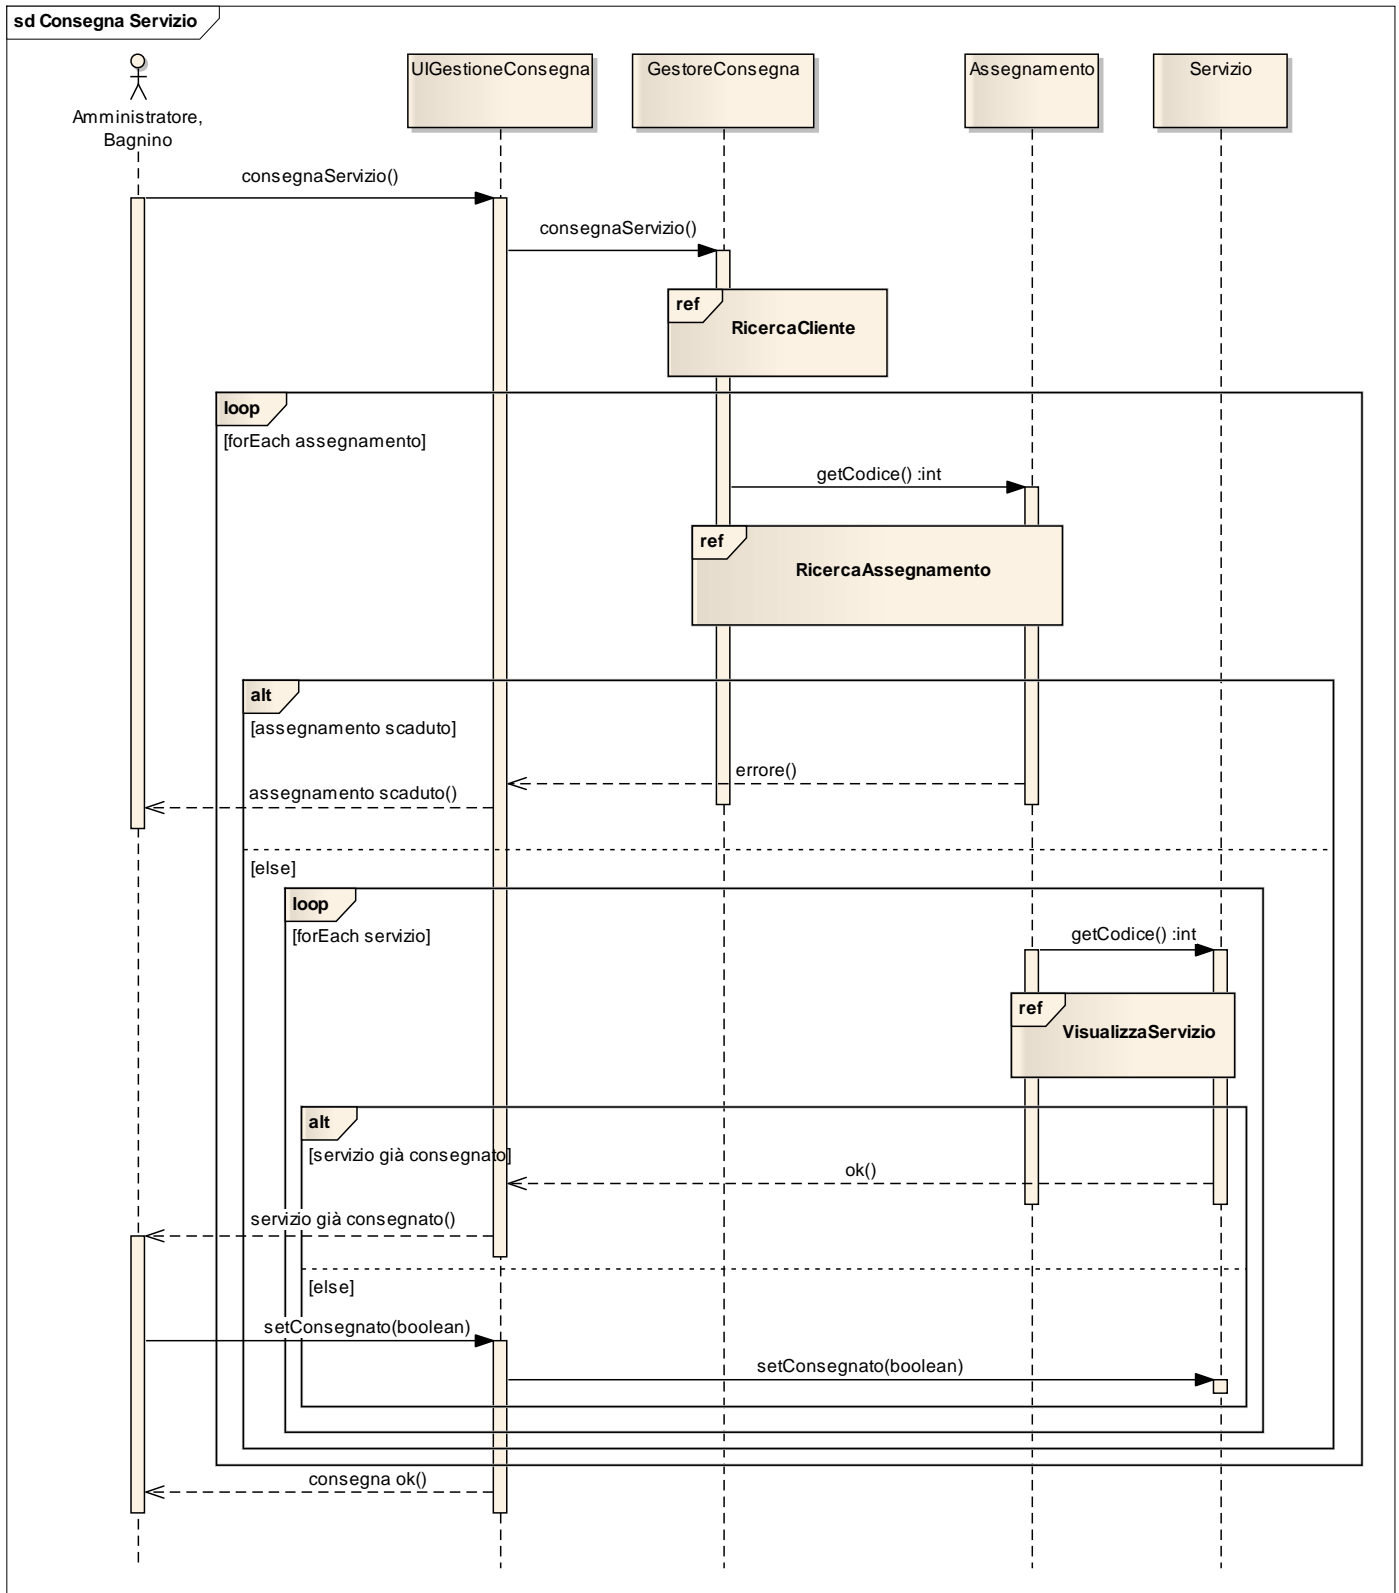 sd Consegna Servizio
Amministratore,
Bagnino
UIGestioneConsegna
GestoreConsegna
Assegnamento
Servizio
consegnaServizio()
consegnaServizio()
ref
RicercaCliente
loop
[forEach assegnamento]
getCodice() :int
ref
RicercaAssegnamento
alt
[assegnamento scaduto]
errore()
assegnamento scaduto()
[else]
loop
[forEach servizio]
getCodice() :int
ref
VisualizzaServizio
alt
[servizio già consegnato]
ok()
servizio già consegnato()
[else]
setConsegnato(boolean)
setConsegnato(boolean)
consegna ok()